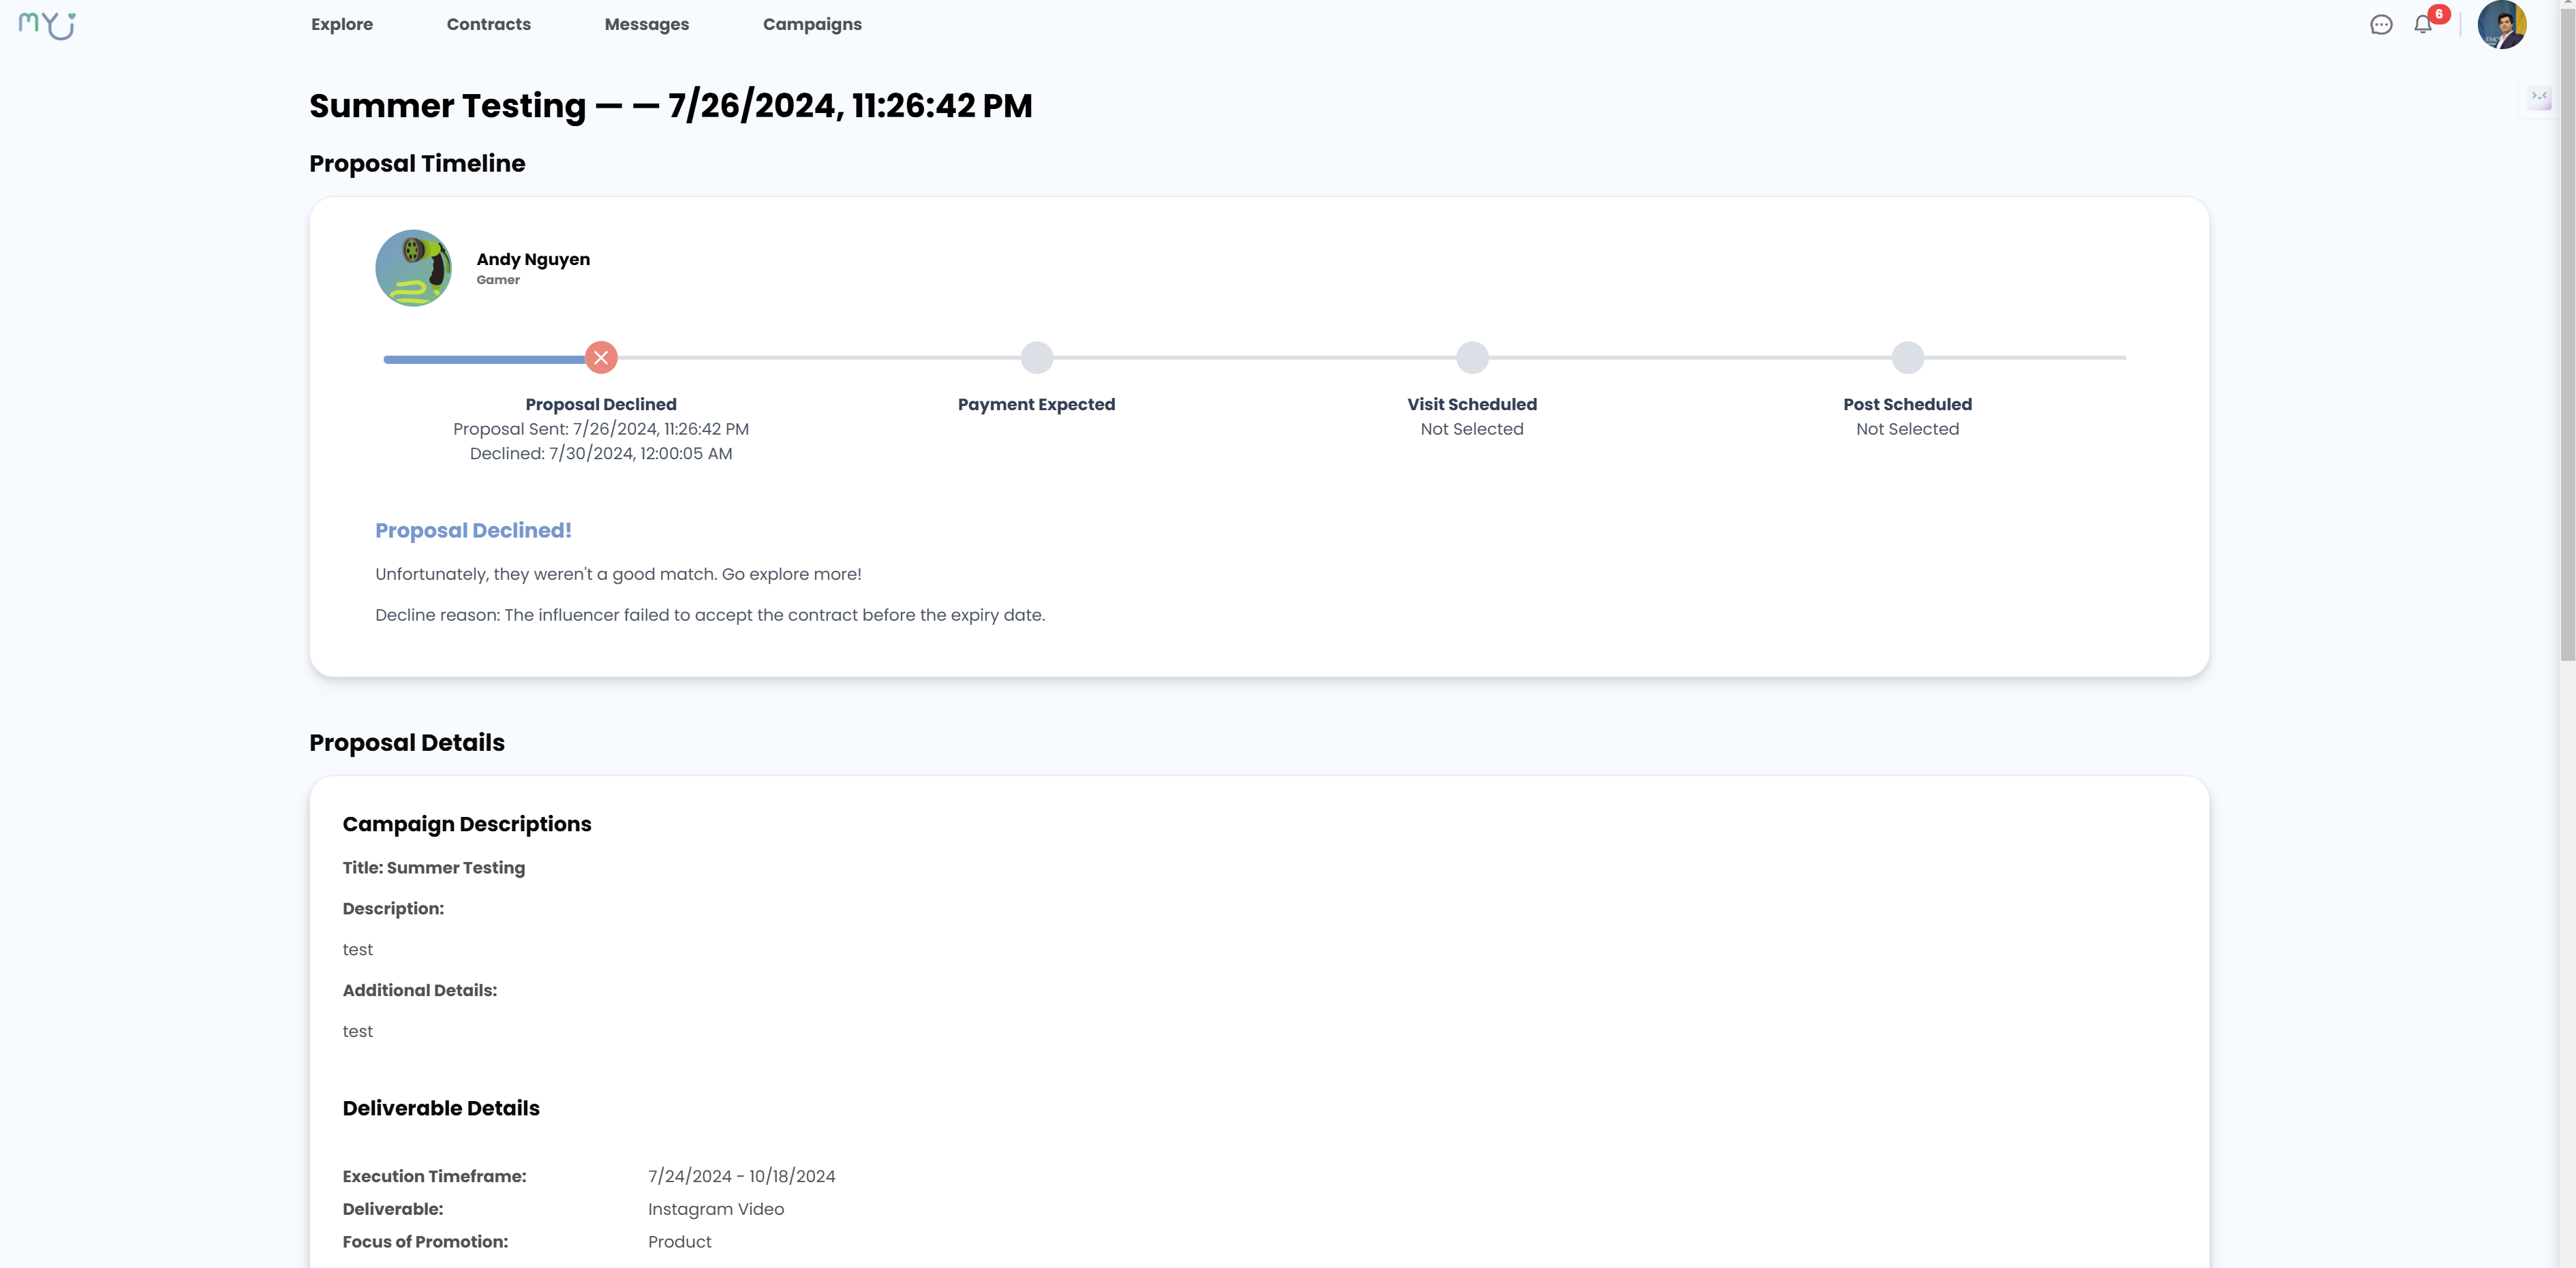 MYU
Explore Contracts Messages Campaigns 6
Summer Testing — — 7/26/2024, 11:26:42 PM
Proposal Timeline
Andy Nguyen
Gamer
Proposal Declined Payment Expected Visit Scheduled Post Scheduled
Proposal Sent: 7/26/2024, 11:26:42 PM Not Selected Not Selected
Declined: 7/30/2024, 12:00:05 AM
Proposal Declined!
Unfortunately, they weren't a good match. Go explore more!
Decline reason: The influencer failed to accept the contract before the expiry date.
Proposal Details
Campaign Descriptions
Title: Summer Testing
Description:
test
Additional Details:
test
Deliverable Details
Execution Timeframe: 7/24/2024 - 10/18/2024
Deliverable: Instagram Video
Focus of Promotion: Product